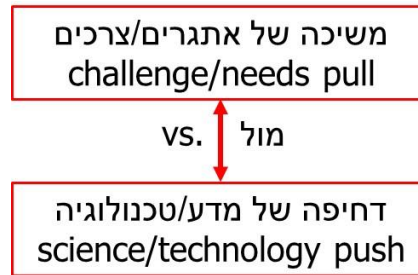 משיכה של אתגרים/צרכים
challenge/needs pull
vs. מול
דחיפה של מדע/טכנולוגיה
science/technology push